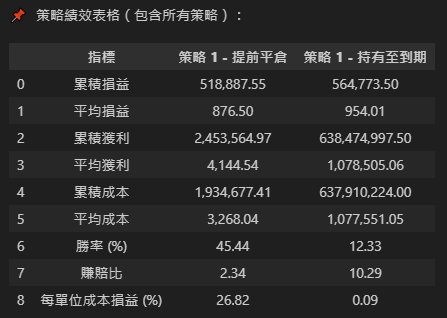 📌 策略績效表格（包含所有策略）：
指標 策略 1 - 提前平倉 策略 1 - 持有至到期
0 累積損益 518,887.55 564,773.50
1 平均損益 876.50 954.01
2 累積獲利 2,453,564.97 638,474,997.50
3 平均獲利 4,144.54 1,078,505.06
4 累積成本 1,934,677.41 637,910,224.00
5 平均成本 3,268.04 1,077,551.05
6 勝率 (%) 45.44 12.33
7 賺賠比 2.34 10.29
8 每單位成本損益 (%) 26.82 0.09